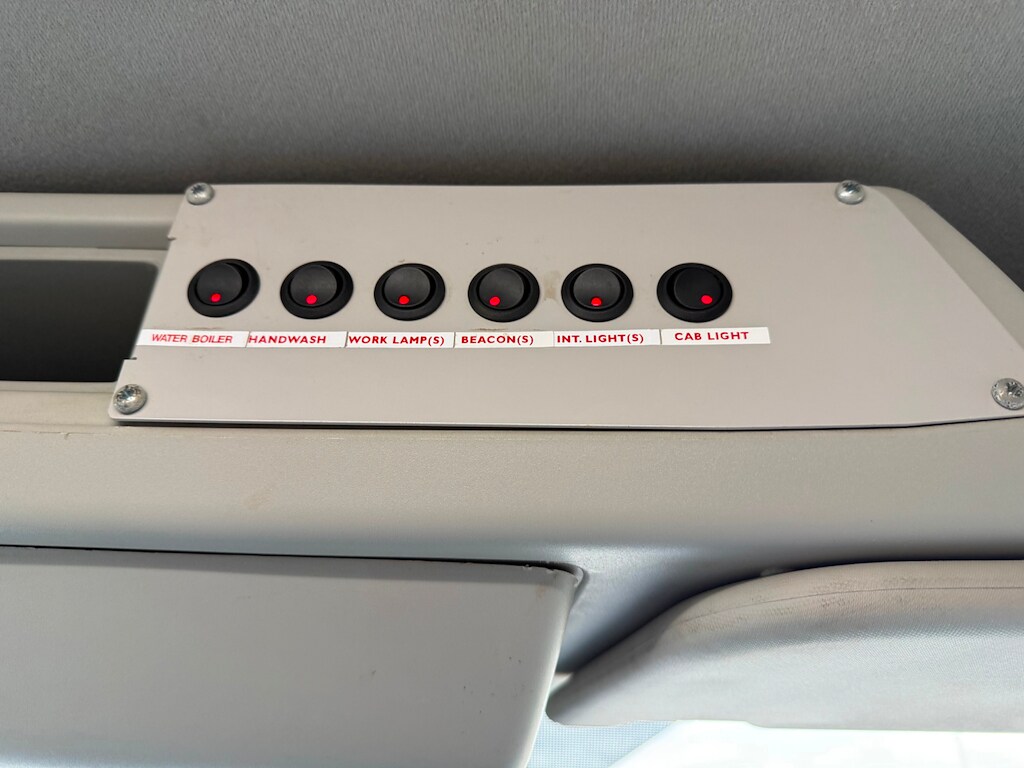 WATER BOILER
HANDWASH
WORK LAMP(S)
BEACON(S)
INT. LIGHT(S)
CAB LIGHT